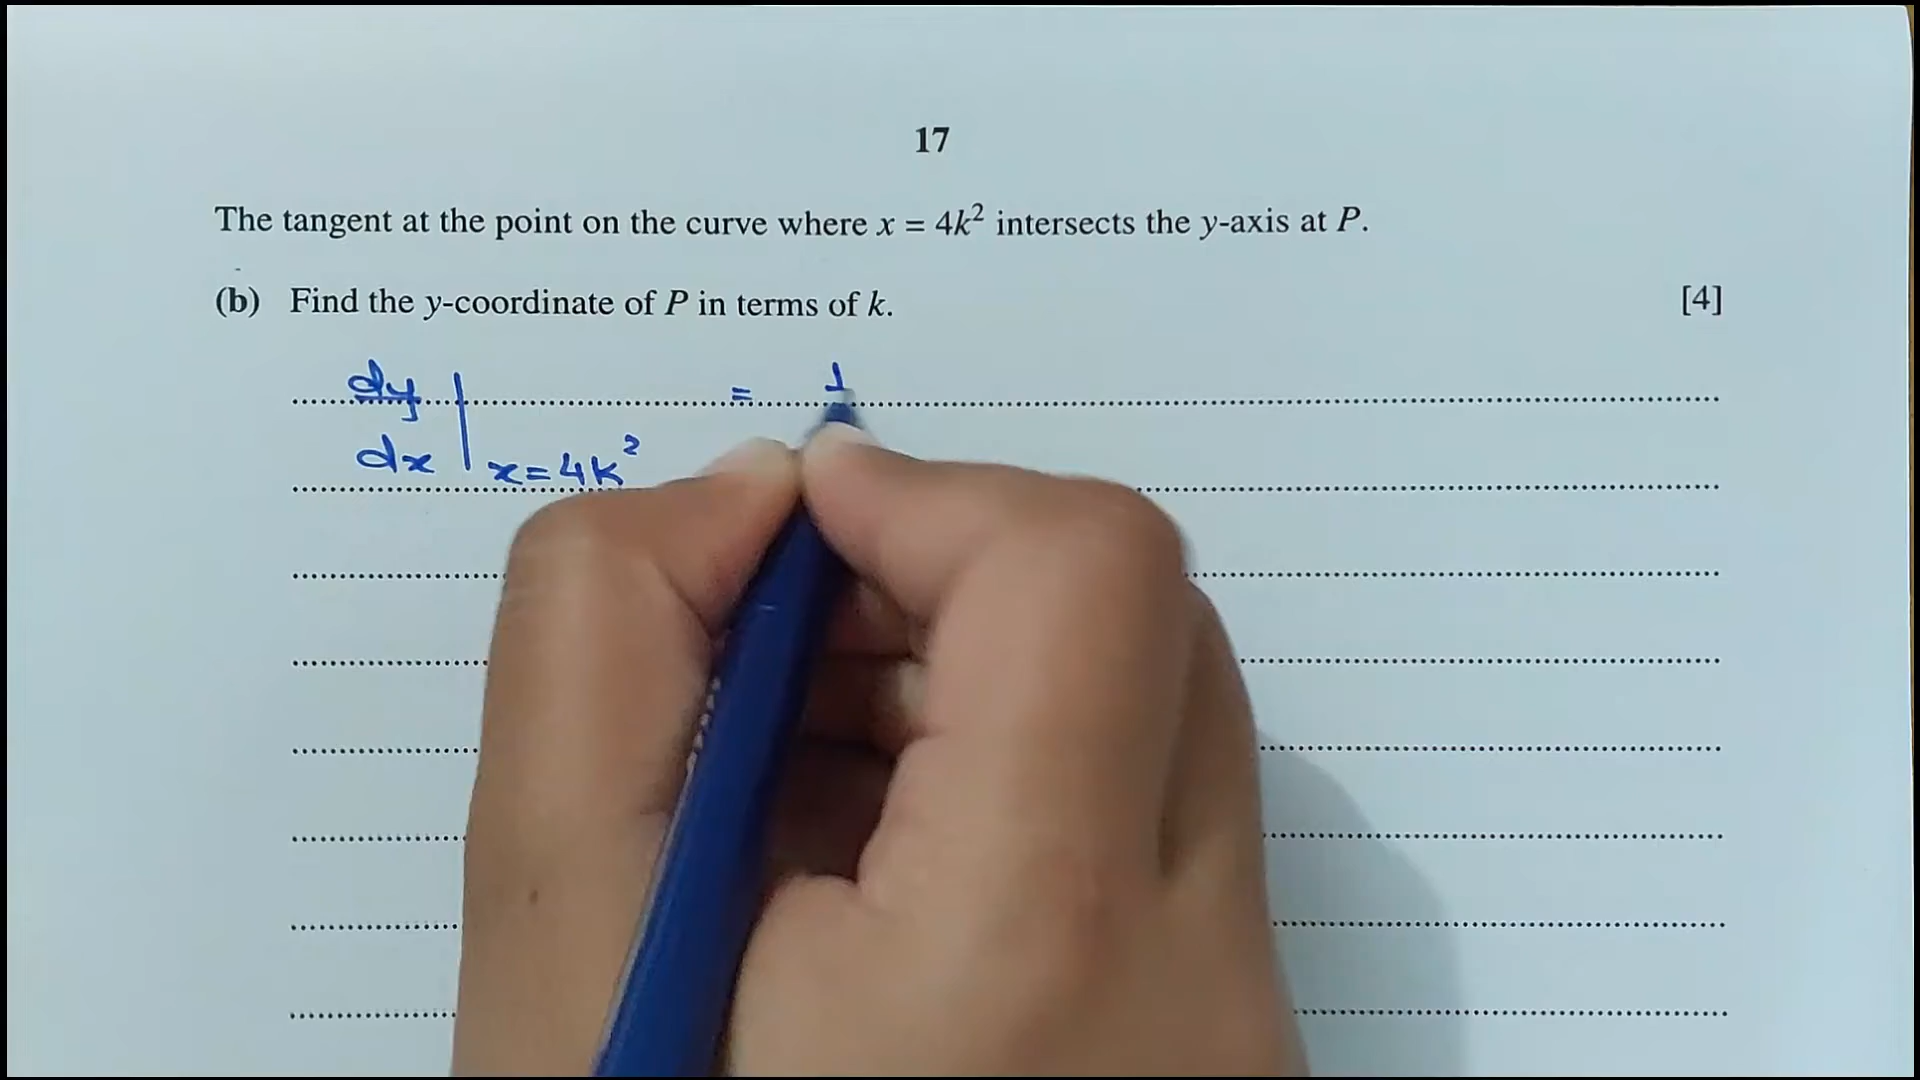 17
The tangent at the point on the curve where x = 4k² intersects the y-axis at P.
(b) Find the y-coordinate of P in terms of k. [4]
dy/dx | x=4k² = 1